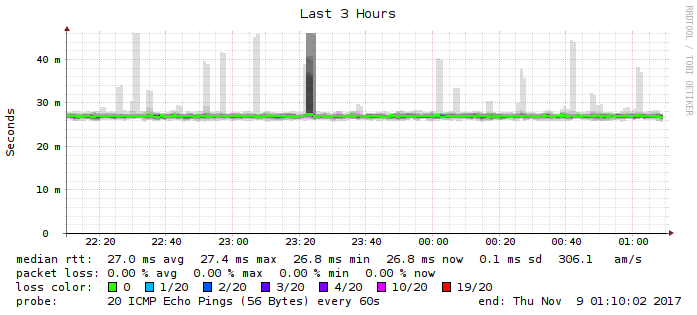 Last 3 Hours
RRDTOOL / TOBI OETIKER
Seconds
40 m
30 m
20 m
10 m
0
22:20 22:40 23:00 23:20 23:40 00:00 00:20 00:40 01:00
median rtt: 27.0 ms avg 27.4 ms max 26.8 ms min 26.8 ms now 0.1 ms sd 306.1 am/s
packet loss: 0.00 % avg 0.00 % max 0.00 % min 0.00 % now
loss color: 0 1/20 2/20 3/20 4/20 10/20 19/20
probe: 20 ICMP Echo Pings (56 Bytes) every 60s end: Thu Nov 9 01:10:02 2017